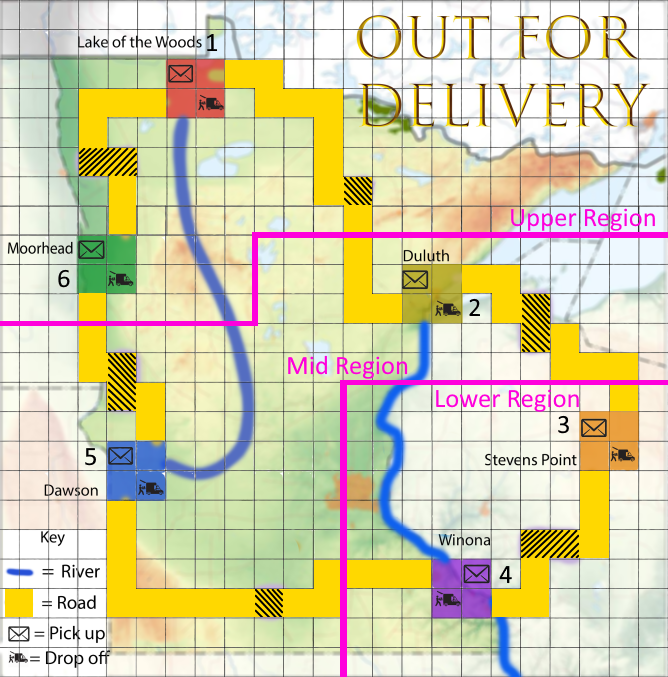 OUT FOR
DELIVERY
Lake of the Woods 1
Upper Region
Moorhead
6
Duluth
2
Mid Region
Lower Region
3
Stevens Point
5
Dawson
Winona
4
Key
= River
= Road
= Pick up
= Drop off